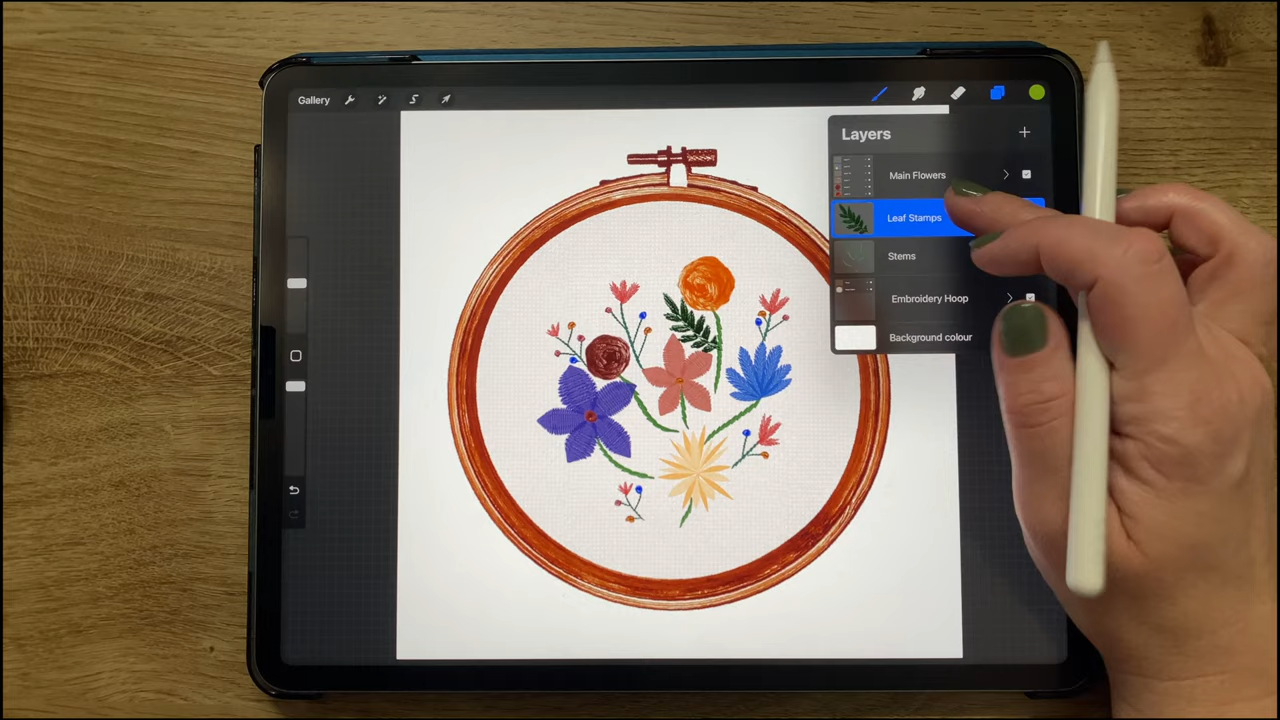 Gallery
Layers
Main Flowers
Leaf Stamps
Stems
Embroidery Hoop
Background colour